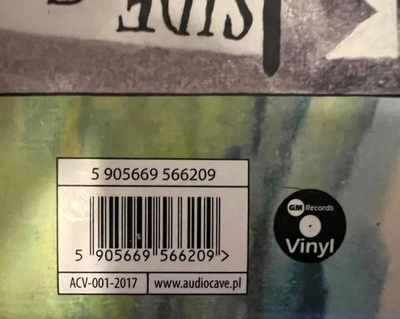 SIDE
5 905669 566209
5 905669 566209 >
ACV-001-2017 www.audiocave.pl
GM Records
Vinyl